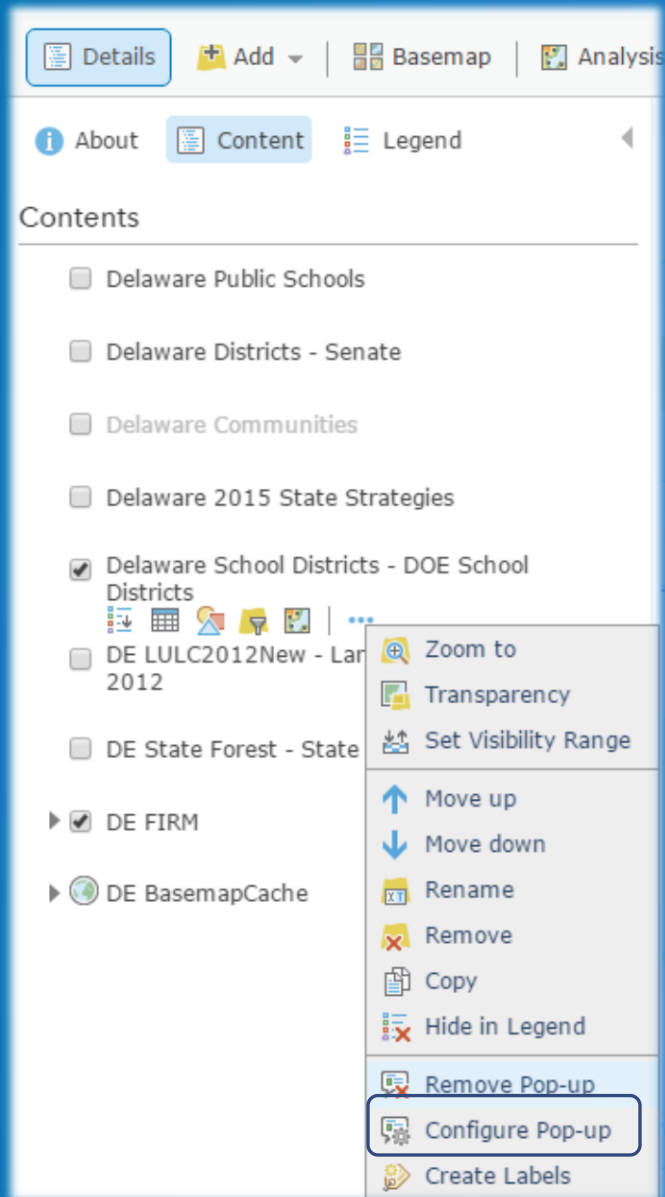 Details Add Basemap Analysis
About Content Legend
Contents
Delaware Public Schools
Delaware Districts - Senate
Delaware Communities
Delaware 2015 State Strategies
Delaware School Districts - DOE School
Districts
DE LULC2012New - Lan
2012
DE State Forest - State
DE FIRM
DE BasemapCache
Zoom to
Transparency
Set Visibility Range
Move up
Move down
Rename
Remove
Copy
Hide in Legend
Remove Pop-up
Configure Pop-up
Create Labels